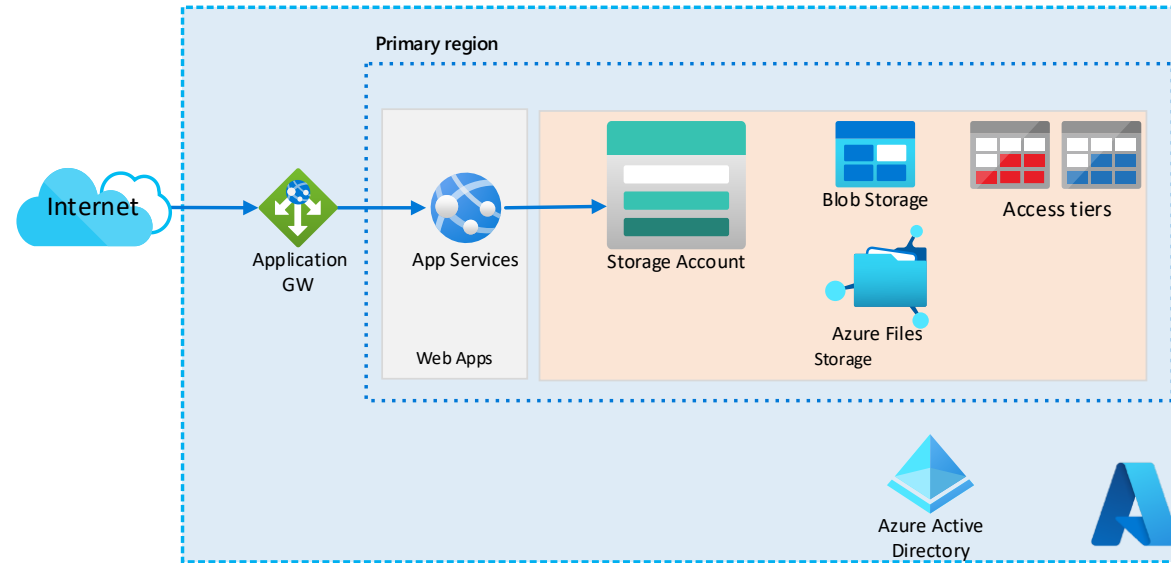 Primary region
Internet
Application
GW
App Services
Web Apps
Storage Account
Blob Storage
Access tiers
Azure Files
Storage
Azure Active
Directory